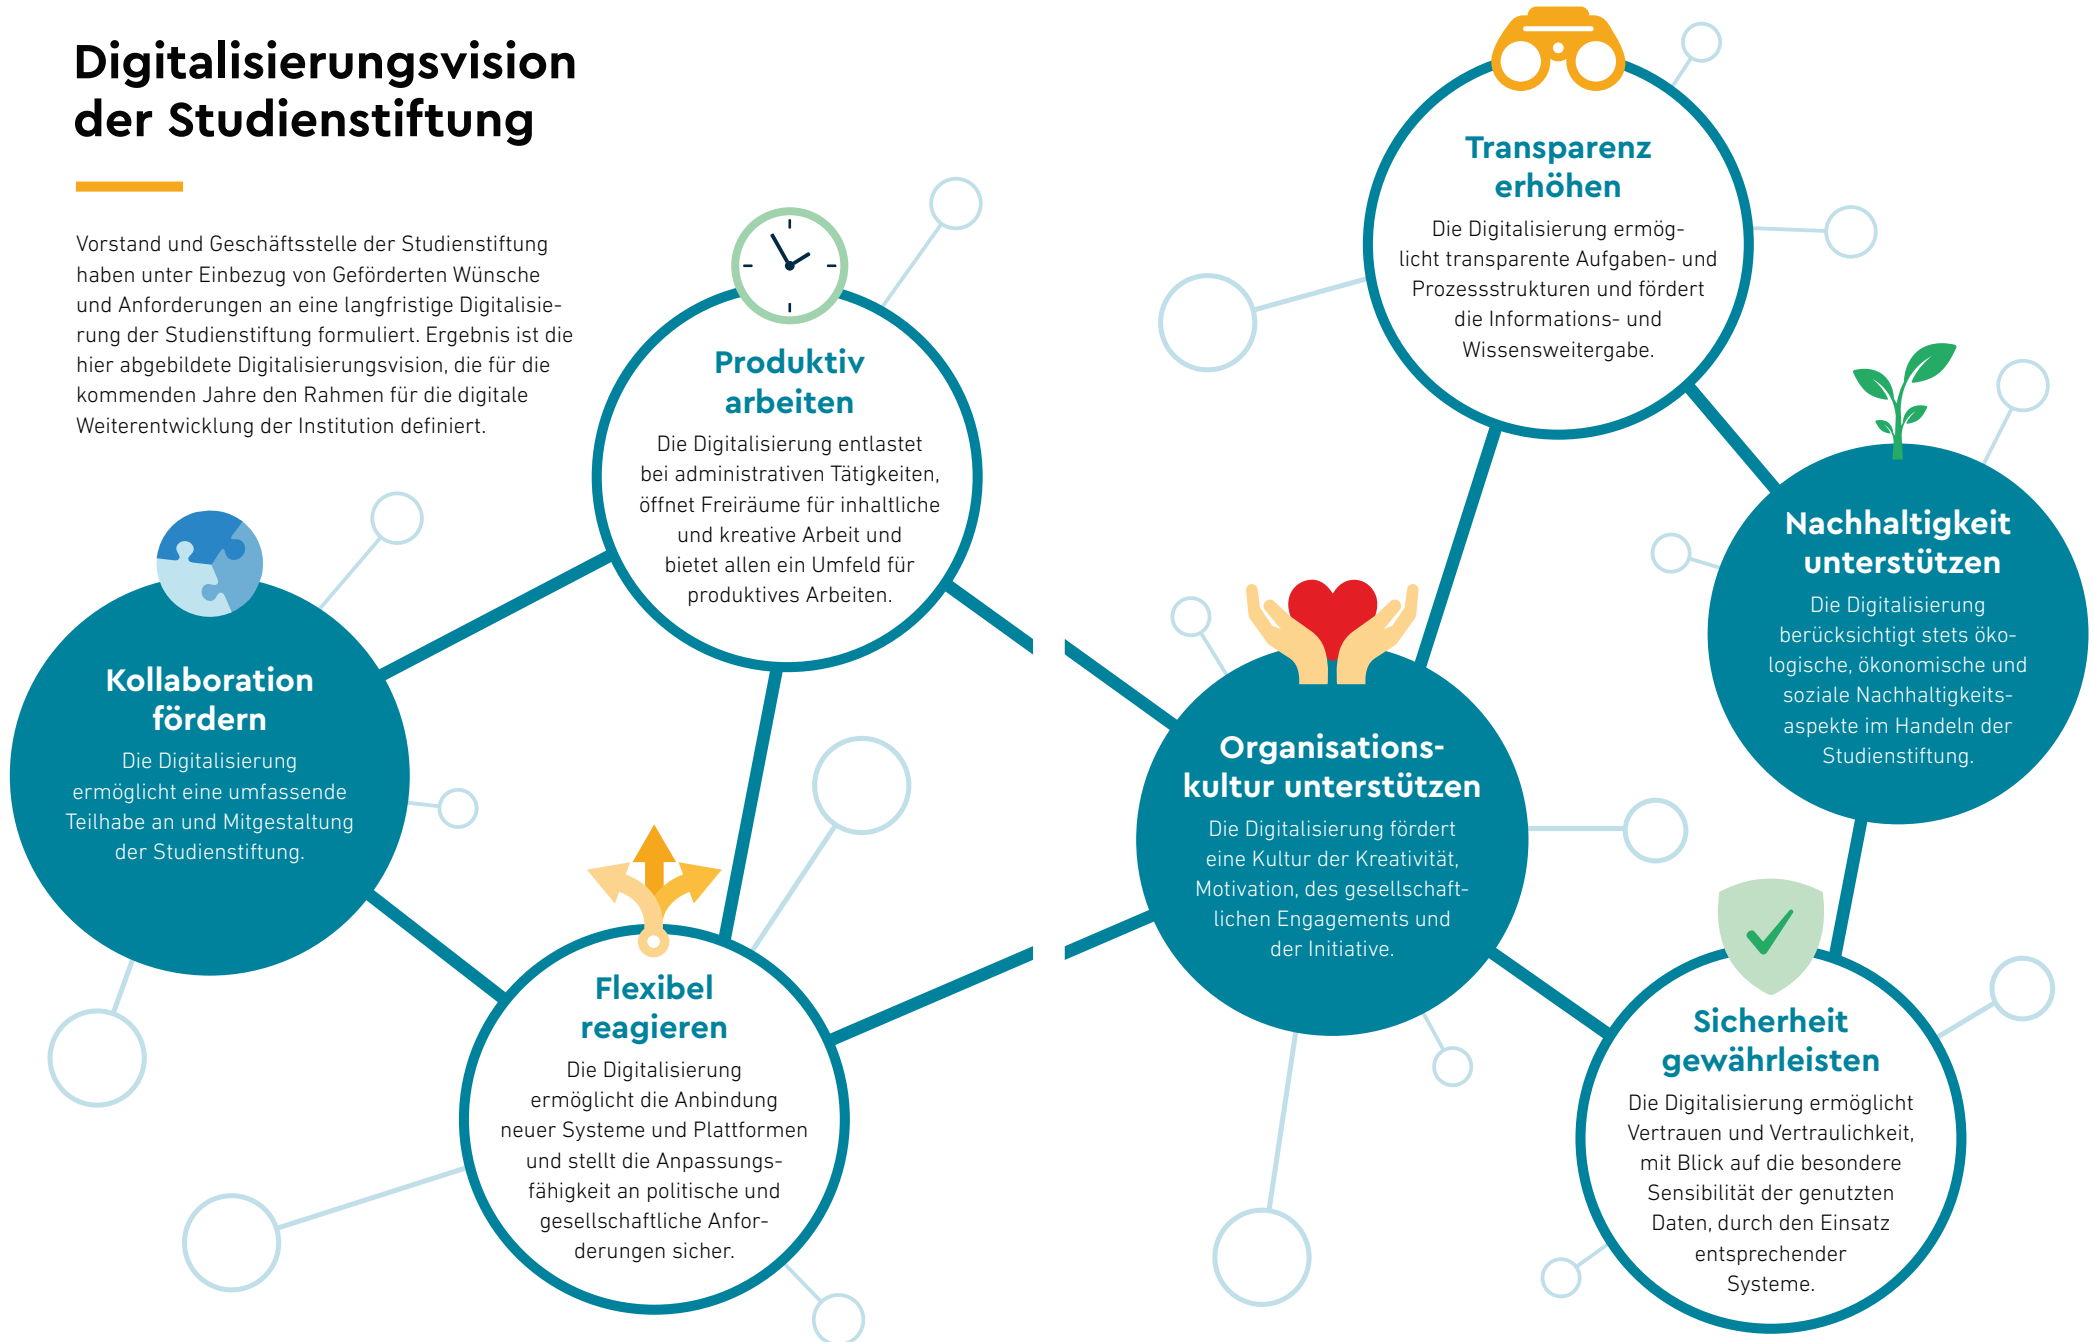 Digitalisierungsvision
der Studienstiftung
Vorstand und Geschäftsstelle der Studienstiftung
haben unter Einbezug von Geförderten Wünsche
und Anforderungen an eine langfristige Digitalisie-
rung der Studienstiftung formuliert. Ergebnis ist die
hier abgebildete Digitalisierungsvision, die für die
kommenden Jahre den Rahmen für die digitale
Weiterentwicklung der Institution definiert.
Kollaboration
fördern
Die Digitalisierung
ermöglicht eine umfassende
Teilhabe an und Mitgestaltung
der Studienstiftung.
Produktiv
arbeiten
Die Digitalisierung entlastet
bei administrativen Tätigkeiten,
öffnet Freiräume für inhaltliche
und kreative Arbeit und
bietet allen ein Umfeld für
produktives Arbeiten.
Flexibel
reagieren
Die Digitalisierung
ermöglicht die Anbindung
neuer Systeme und Plattformen
und stellt die Anpassungs-
fähigkeit an politische und
gesellschaftliche Anfor-
derungen sicher.
Transparenz
erhöhen
Die Digitalisierung ermög-
licht transparente Aufgaben- und
Prozessstrukturen und fördert
die Informations- und
Wissensweitergabe.
Organisations-
kultur unterstützen
Die Digitalisierung fördert
eine Kultur der Kreativität,
Motivation, des gesellschaft-
lichen Engagements und
der Initiative.
Nachhaltigkeit
unterstützen
Die Digitalisierung
berücksichtigt stets öko-
logische, ökonomische und
soziale Nachhaltigkeits-
aspekte im Handeln der
Studienstiftung.
Sicherheit
gewährleisten
Die Digitalisierung ermöglicht
Vertrauen und Vertraulichkeit,
mit Blick auf die besondere
Sensibilität der genutzten
Daten, durch den Einsatz
entsprechender
Systeme.